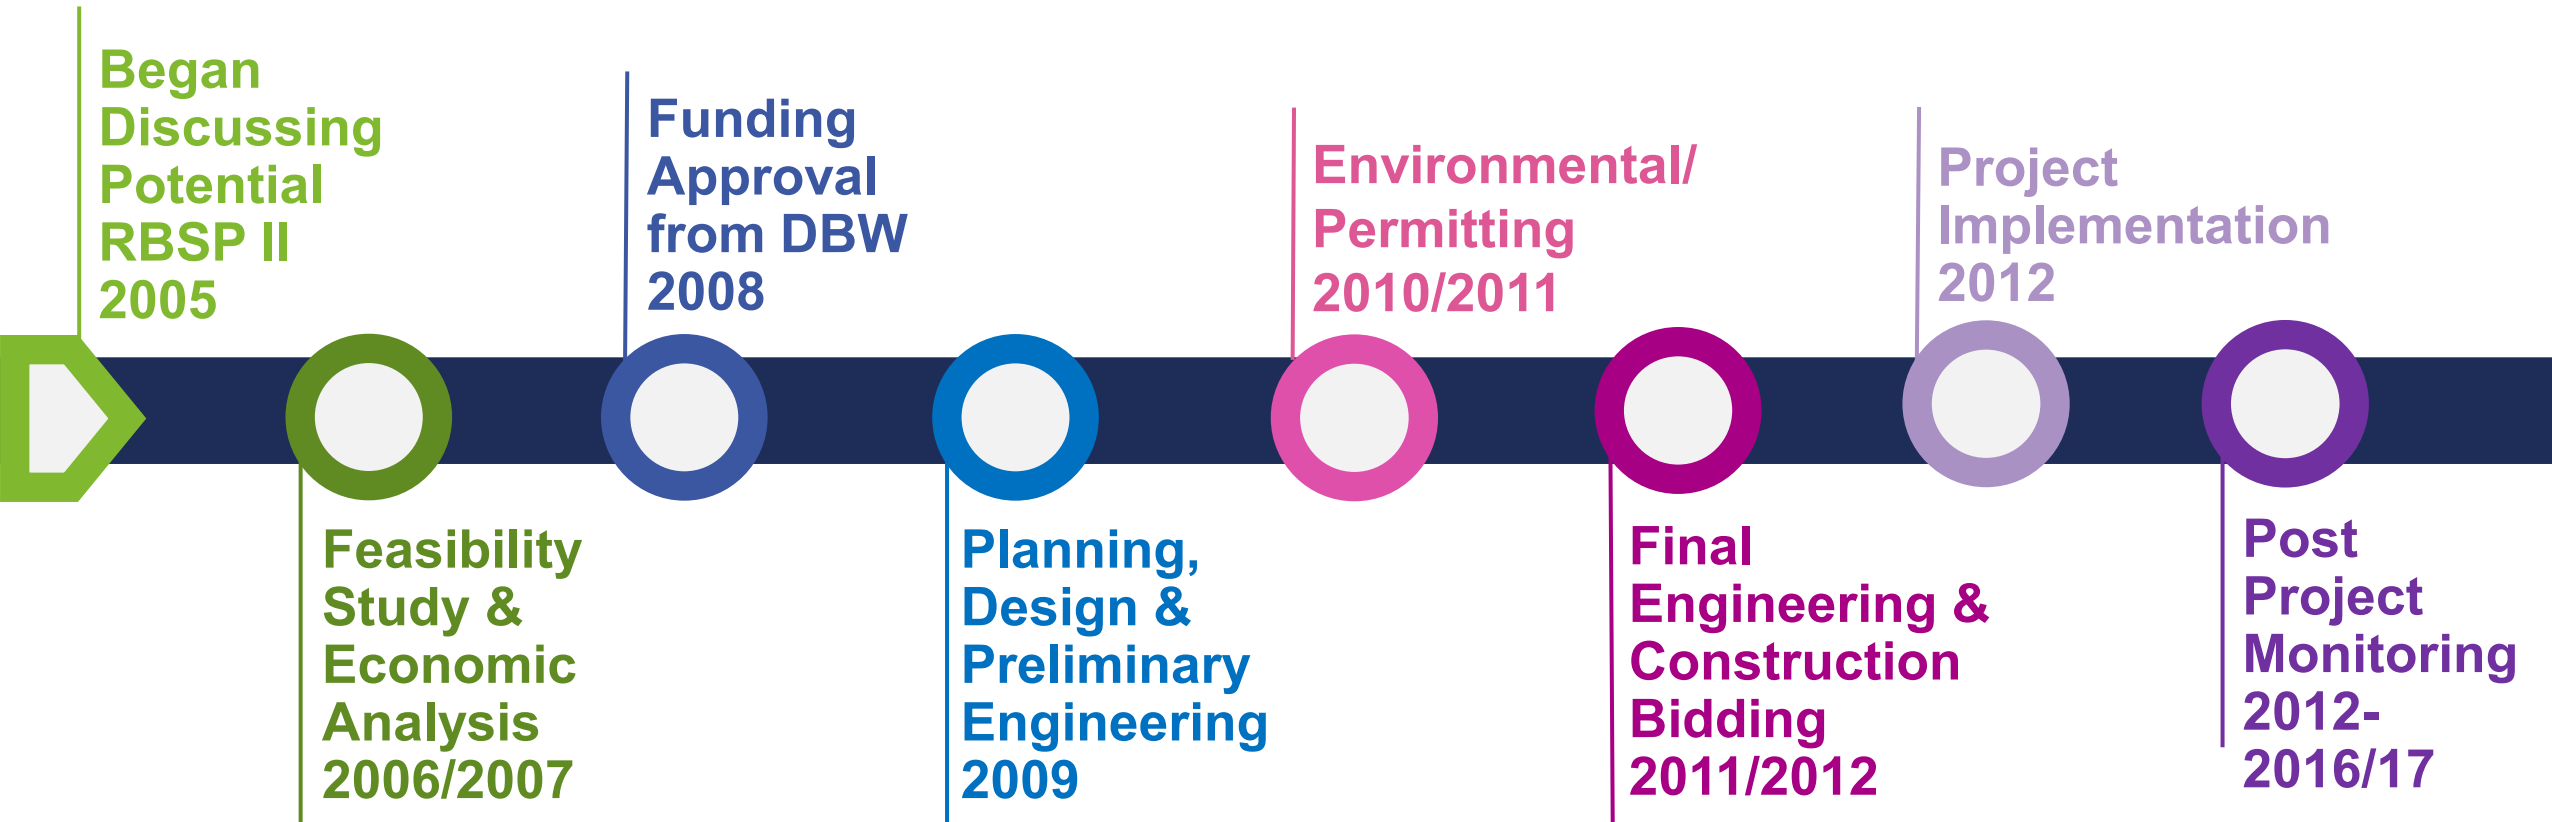 Began
Discussing
Potential
RBSP II
2005
Feasibility
Study &
Economic
Analysis
2006/2007
Funding
Approval
from DBW
2008
Planning,
Design &
Preliminary
Engineering
2009
Environmental/
Permitting
2010/2011
Final
Engineering &
Construction
Bidding
2011/2012
Project
Implementation
2012
Post
Project
Monitoring
2012-
2016/17